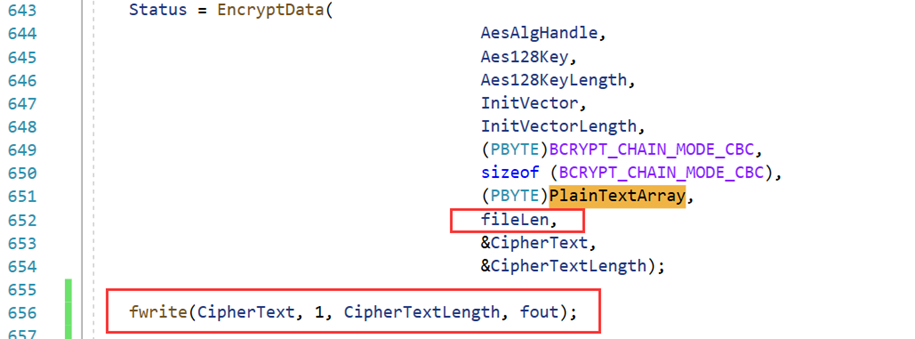 643 Status = EncryptData(
644 AesAlgHandle,
645 Aes128Key,
646 Aes128KeyLength,
647 InitVector,
648 InitVectorLength,
649 (PBYTE)BCRYPT_CHAIN_MODE_CBC,
650 sizeof (BCRYPT_CHAIN_MODE_CBC),
651 (PBYTE)PlainTextArray,
652 fileLen,
653 &CipherText,
654 &CipherTextLength);
655
656 fwrite(CipherText, 1, CipherTextLength, fout);
657